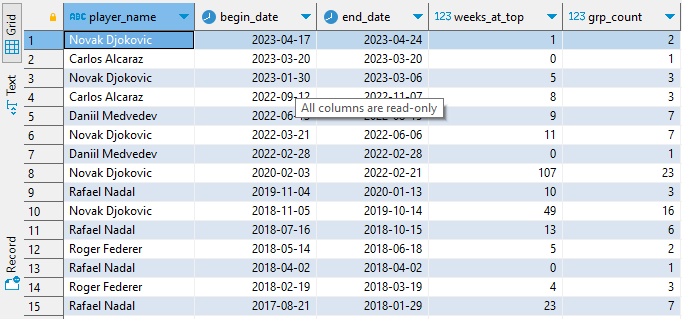 Grid
Text
Record
player_name begin_date end_date weeks_at_top grp_count
1 Novak Djokovic 2023-04-17 2023-04-24 1 2
2 Carlos Alcaraz 2023-03-20 2023-03-20 0 1
3 Novak Djokovic 2023-01-30 2023-03-06 5 3
4 Carlos Alcaraz 2022-09-12 2022-11-07 8 3
All columns are read-only
5 Daniil Medvedev 9 7
6 Novak Djokovic 2022-03-21 2022-06-06 11 7
7 Daniil Medvedev 2022-02-28 2022-02-28 0 1
8 Novak Djokovic 2020-02-03 2022-02-21 107 23
9 Rafael Nadal 2019-11-04 2020-01-13 10 3
10 Novak Djokovic 2018-11-05 2019-10-14 49 16
11 Rafael Nadal 2018-07-16 2018-10-15 13 6
12 Roger Federer 2018-05-14 2018-06-18 5 2
13 Rafael Nadal 2018-04-02 2018-04-02 0 1
14 Roger Federer 2018-02-19 2018-03-19 4 3
15 Rafael Nadal 2017-08-21 2018-01-29 23 7